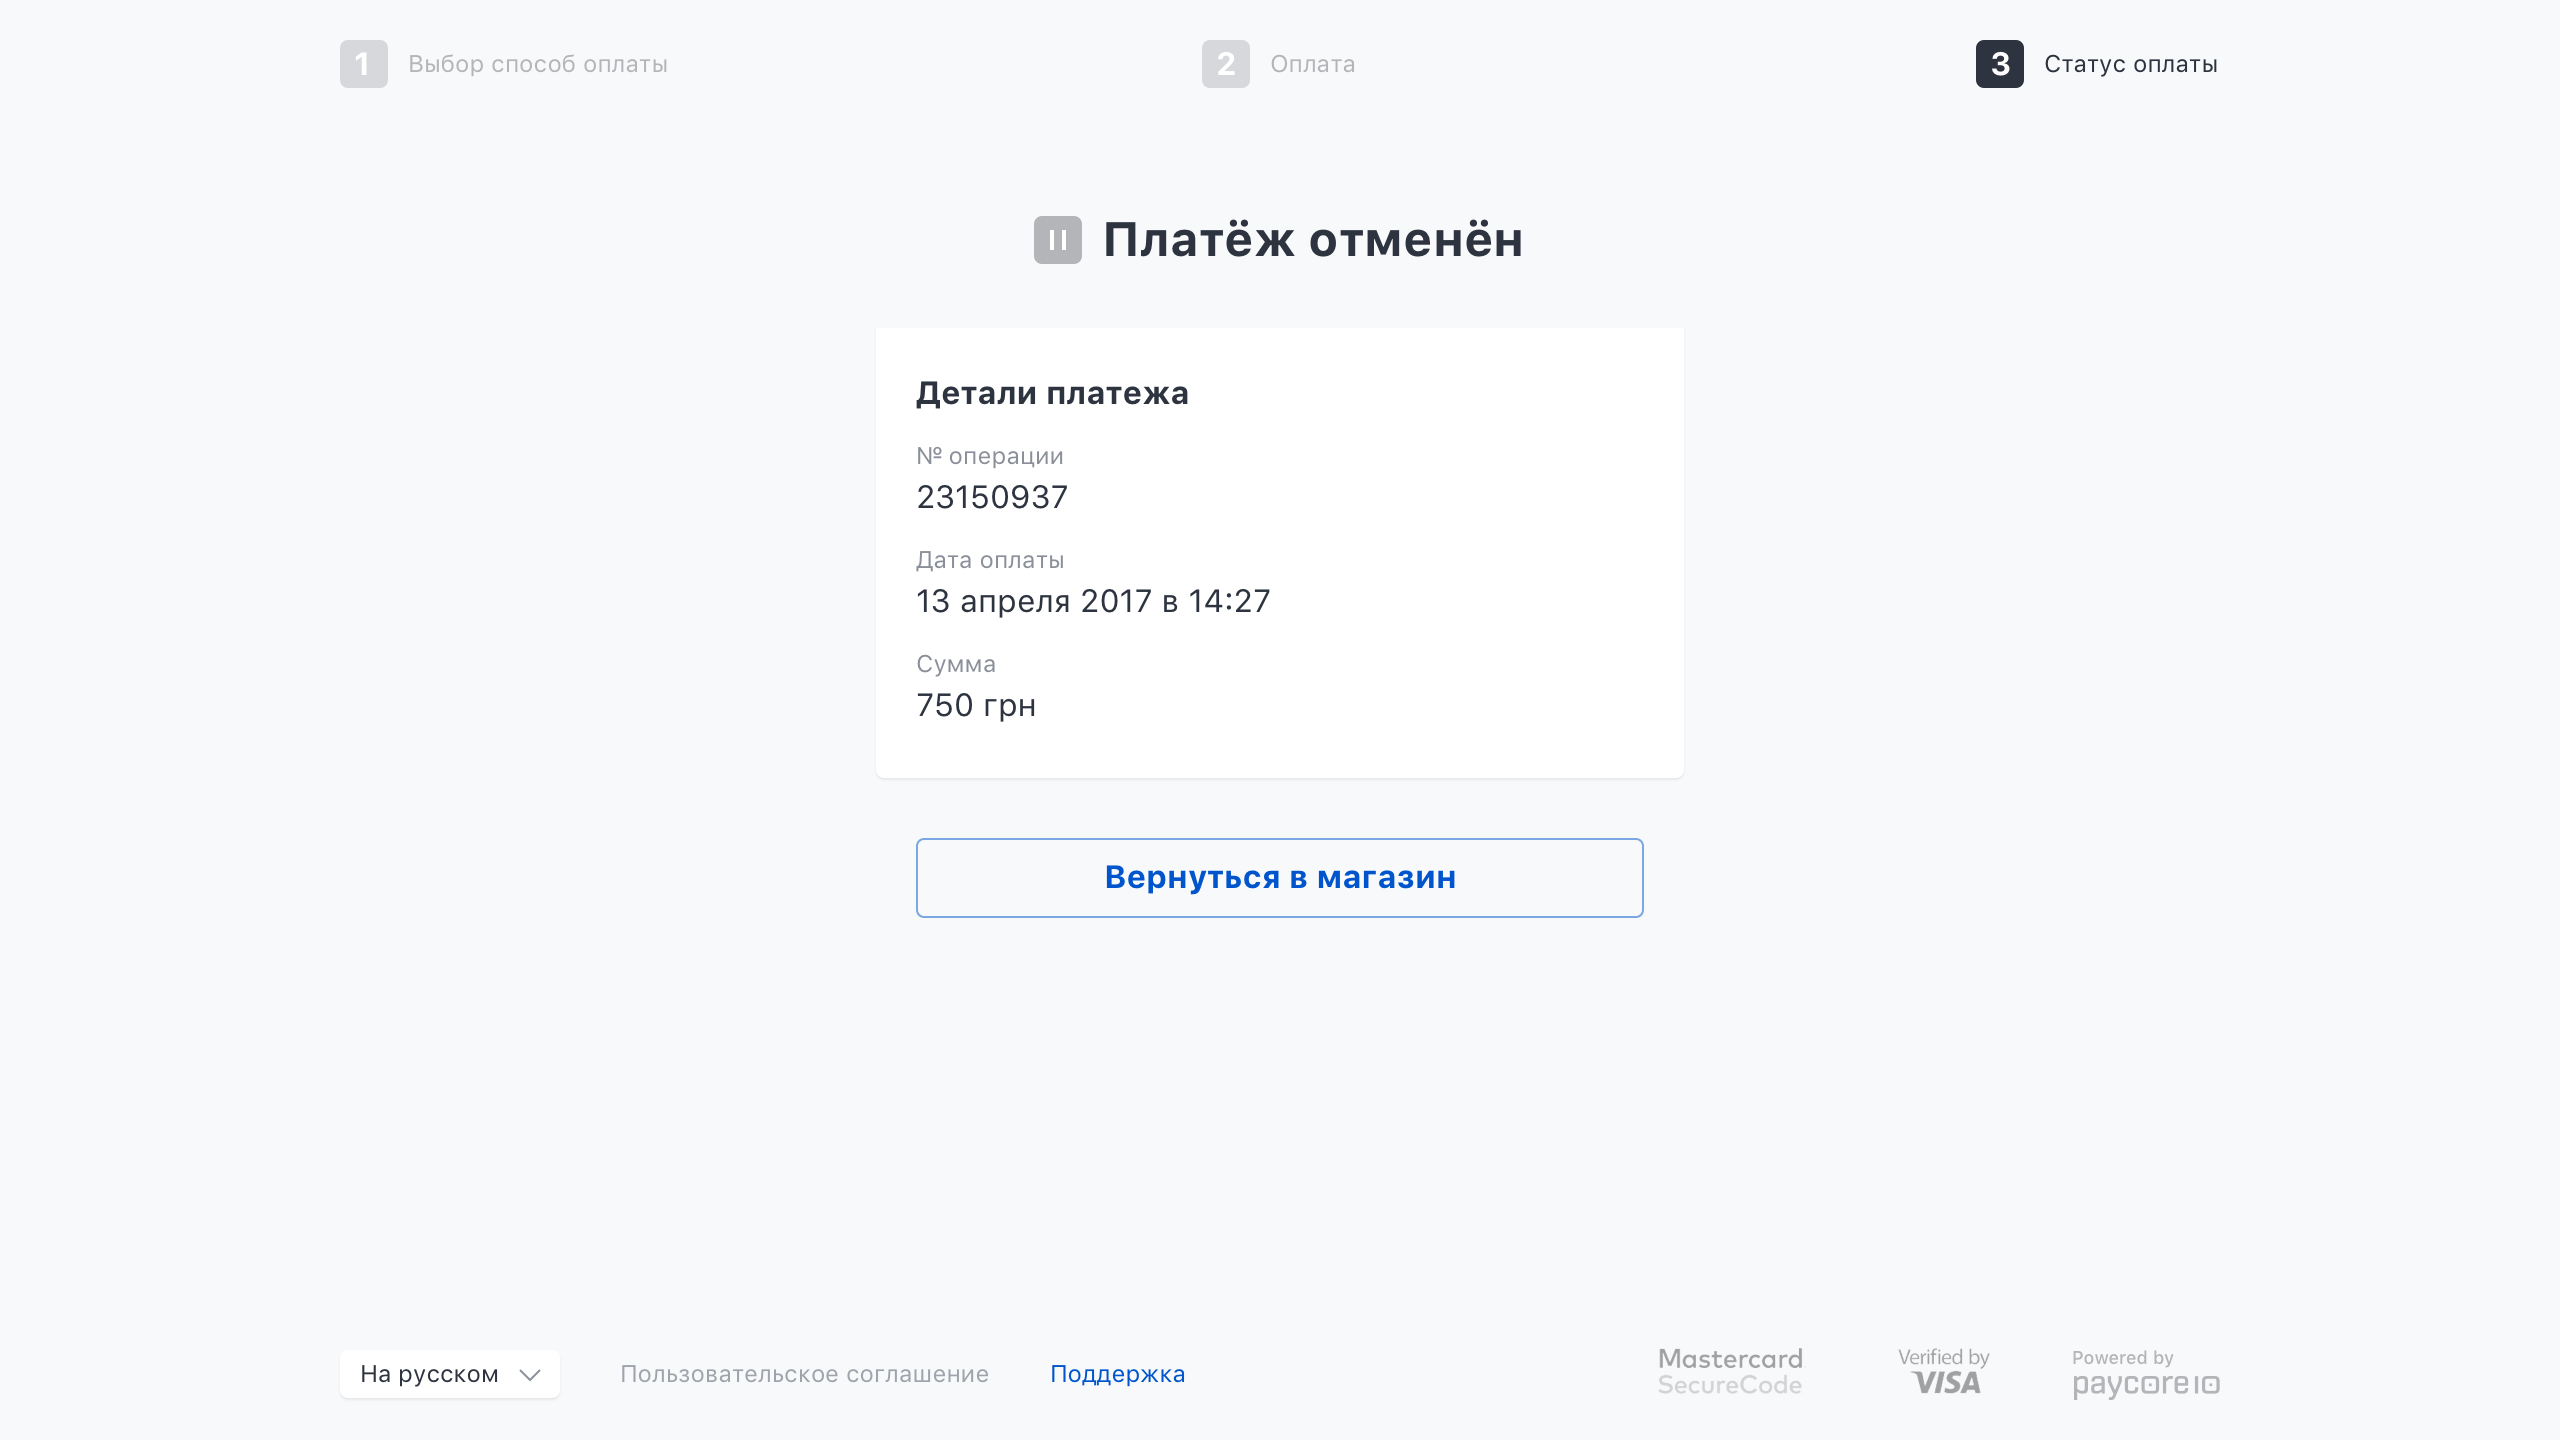 1 Выбор способ оплаты
2 Оплата
3 Статус оплаты
Платёж отменён
Детали платежа
№ операции
23150937
Дата оплаты
13 апреля 2017 в 14:27
Сумма
750 грн
Вернуться в магазин
На русском
Пользовательское соглашение
Поддержка
Mastercard
SecureCode
Verified by
VISA
Powered by
paycore IO